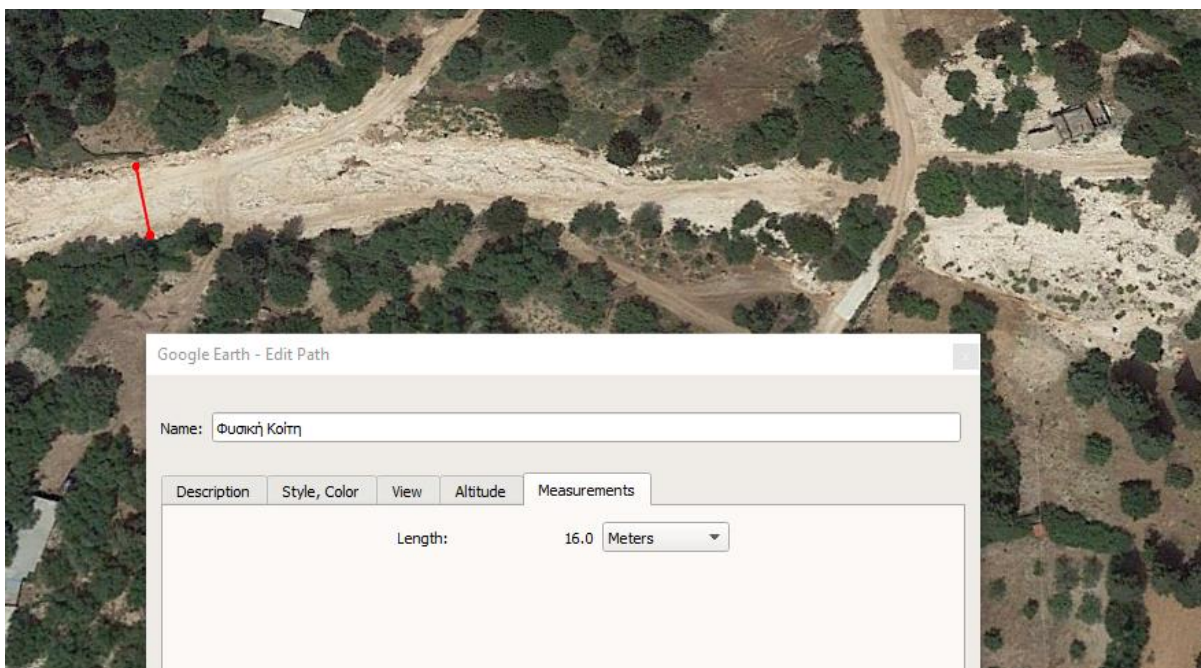 Google Earth - Edit Path
Name: Φυσική Κοίτη
Description Style, Color View Altitude Measurements
Length: 16.0 Meters